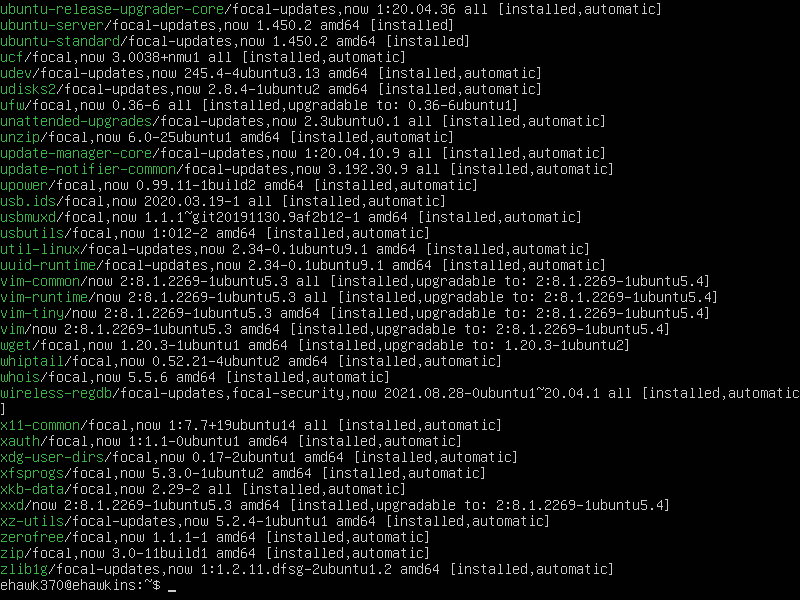 ubuntu-release-upgrader-core/focal-updates,now 1:20.04.36 all [installed,automatic]
ubuntu-server/focal-updates,now 1.450.2 amd64 [installed]
ubuntu-standard/focal-updates,now 1.450.2 amd64 [installed]
ucf/focal,now 3.0038+nmu1 all [installed,automatic]
udev/focal-updates,now 245.4-4ubuntu3.13 amd64 [installed,automatic]
udisks2/focal-updates,now 2.8.4-1ubuntu2 amd64 [installed,automatic]
ufw/focal,now 0.36-6 all [installed,upgradable to: 0.36-6ubuntu1]
unattended-upgrades/focal-updates,now 2.3ubuntu0.1 all [installed,automatic]
unzip/focal,now 6.0-25ubuntu1 amd64 [installed,automatic]
update-manager-core/focal-updates,now 1:20.04.10.9 all [installed,automatic]
update-notifier-common/focal-updates,now 3.192.30.9 all [installed,automatic]
upower/focal,now 0.99.11-1build2 amd64 [installed,automatic]
usb.ids/focal,now 2020.03.19-1 all [installed,automatic]
usbmuxd/focal,now 1.1.1~git20191130.9af2b12-1 amd64 [installed,automatic]
usbutils/focal,now 1:012-2 amd64 [installed,automatic]
util-linux/focal-updates,now 2.34-0.1ubuntu9.1 amd64 [installed,automatic]
uuid-runtime/focal-updates,now 2.34-0.1ubuntu9.1 amd64 [installed,automatic]
vim-common/now 2:8.1.2269-1ubuntu5.3 all [installed,upgradable to: 2:8.1.2269-1ubuntu5.4]
vim-runtime/now 2:8.1.2269-1ubuntu5.3 all [installed,upgradable to: 2:8.1.2269-1ubuntu5.4]
vim-tiny/now 2:8.1.2269-1ubuntu5.3 amd64 [installed,upgradable to: 2:8.1.2269-1ubuntu5.4]
vim/now 2:8.1.2269-1ubuntu5.3 amd64 [installed,upgradable to: 2:8.1.2269-1ubuntu5.4]
wget/focal,now 1.20.3-1ubuntu1 amd64 [installed,upgradable to: 1.20.3-1ubuntu2]
whiptail/focal,now 0.52.21-4ubuntu2 amd64 [installed,automatic]
whois/focal,now 5.5.6 amd64 [installed,automatic]
wireless-regdb/focal-updates,focal-security,now 2021.08.28-0ubuntu1~20.04.1 all [installed,automatic
]
x11-common/focal,now 1:7.7+19ubuntu14 all [installed,automatic]
xauth/focal,now 1:1.1-0ubuntu1 amd64 [installed,automatic]
xdg-user-dirs/focal,now 0.17-2ubuntu1 amd64 [installed,automatic]
xfsprogs/focal,now 5.3.0-1ubuntu2 amd64 [installed,automatic]
xkb-data/focal,now 2.29-2 all [installed,automatic]
xxd/now 2:8.1.2269-1ubuntu5.3 amd64 [installed,upgradable to: 2:8.1.2269-1ubuntu5.4]
xz-utils/focal-updates,now 5.2.4-1ubuntu1 amd64 [installed,automatic]
zerofree/focal,now 1.1.1-1 amd64 [installed,automatic]
zip/focal,now 3.0-11build1 amd64 [installed,automatic]
zlib1g/focal-updates,now 1:1.2.11.dfsg-2ubuntu1.2 amd64 [installed,automatic]
ehawk370@ehawkins:~$ _